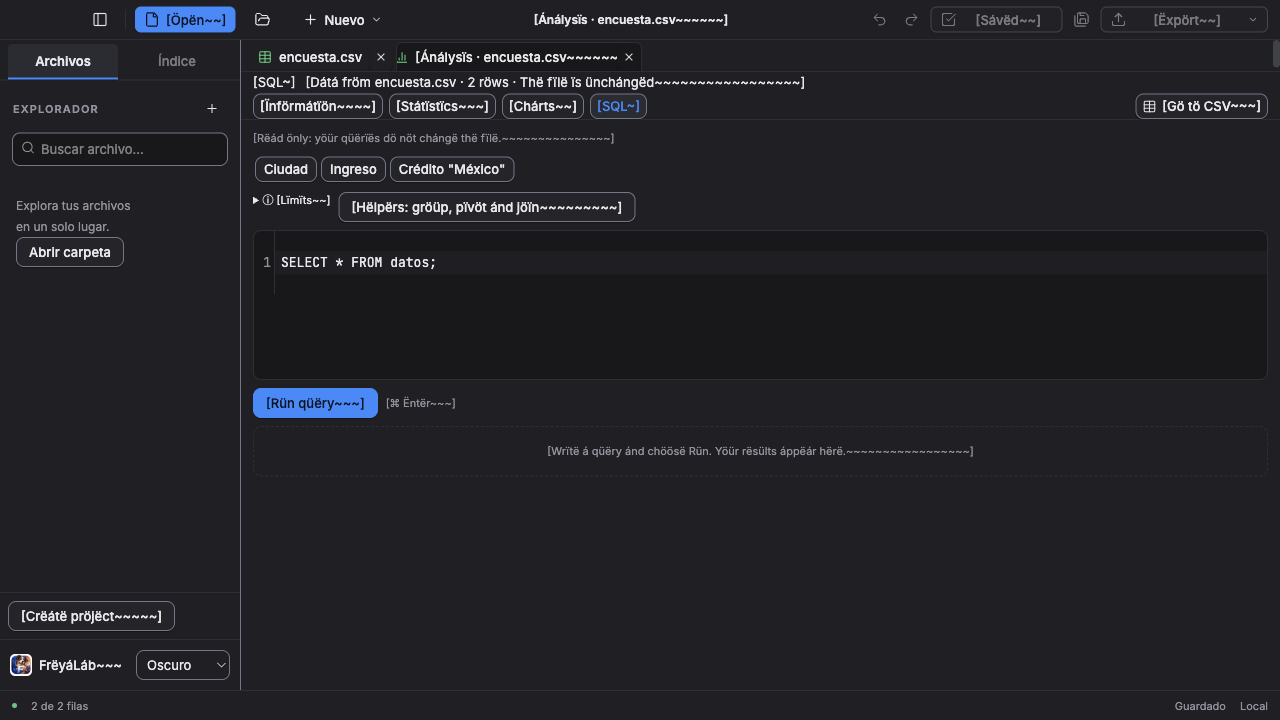 [Öpën~~]
Nuevo
[Ánálysïs · encuesta.csv~~~~~~]
[Sávëd~~]
[Ëxpört~~]
Archivos
Índice
encuesta.csv
[Ánálysïs · encuesta.csv~~~~~~
EXPLORADOR
Buscar archivo...
Explora tus archivos
en un solo lugar.
Abrir carpeta
[SQL~] [Dátá fröm encuesta.csv · 2 röws · Thë fïlë ïs ünchángëd~~~~~~~~~~~~~~~~~]
[Ïnförmátïön~~~~] [Státïstïcs~~~] [Chárts~~] [SQL~] [Gö tö CSV~~~]
[Rëád önly: yöür qüërïës dö nöt chángë thë fïlë.~~~~~~~~~~~~~~~]
Ciudad Ingreso Crédito "México"
[Lïmïts~~] [Hëlpërs: gröüp, pïvöt ánd jöïn~~~~~~~~~]
1 SELECT * FROM datos;
[Rün qüëry~~~] [⌘ Ëntër~~~]
[Wrïtë á qüëry ánd chöösë Rün. Yöür rësülts áppëár hërë.~~~~~~~~~~~~~~~~~]
[Crëátë pröjëct~~~~~]
FrëyáLáb~~~ Oscuro
2 de 2 filas
Guardado Local